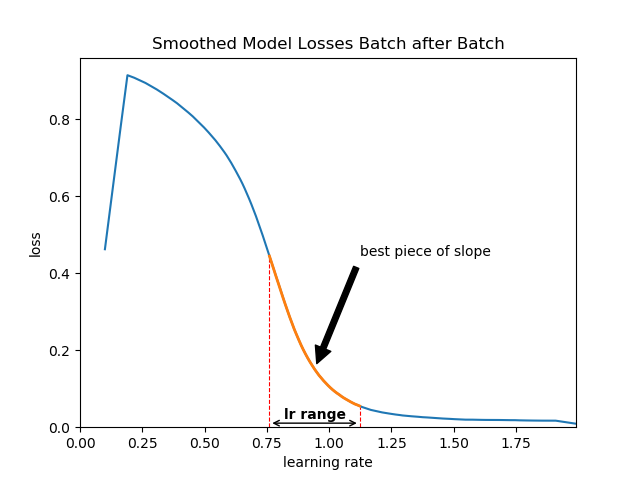 Smoothed Model Losses Batch after Batch
loss
0.8
0.6
0.4
0.2
0.0
best piece of slope
lr range
0.00 0.25 0.50 0.75 1.00 1.25 1.50 1.75
learning rate